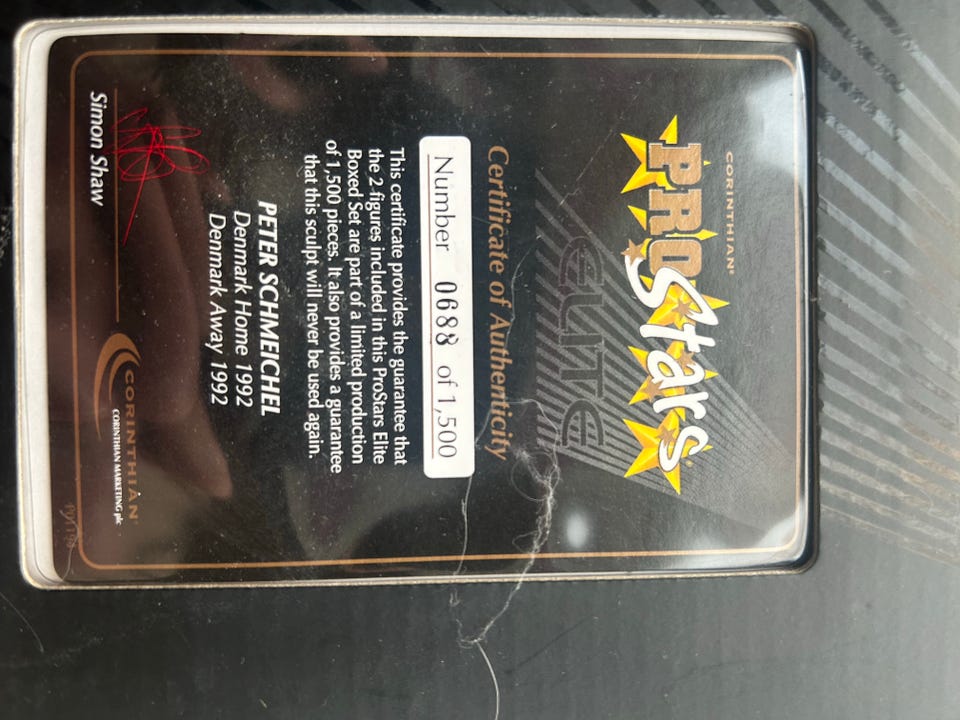 CORINTHIAN®
PRO
Stars®
ELITE
Certificate of Authenticity
Number 0688 of 1,500
This certificate provides the guarantee that
the 2 figures included in this ProStars Elite
Boxed Set are part of a limited production
of 1,500 pieces. It also provides a guarantee
that this sculpt will never be used again.
PETER SCHMEICHEL
Denmark Home 1992
Denmark Away 1992
Simon Shaw
CORINTHIAN®
CORINTHIAN MARKETING plc